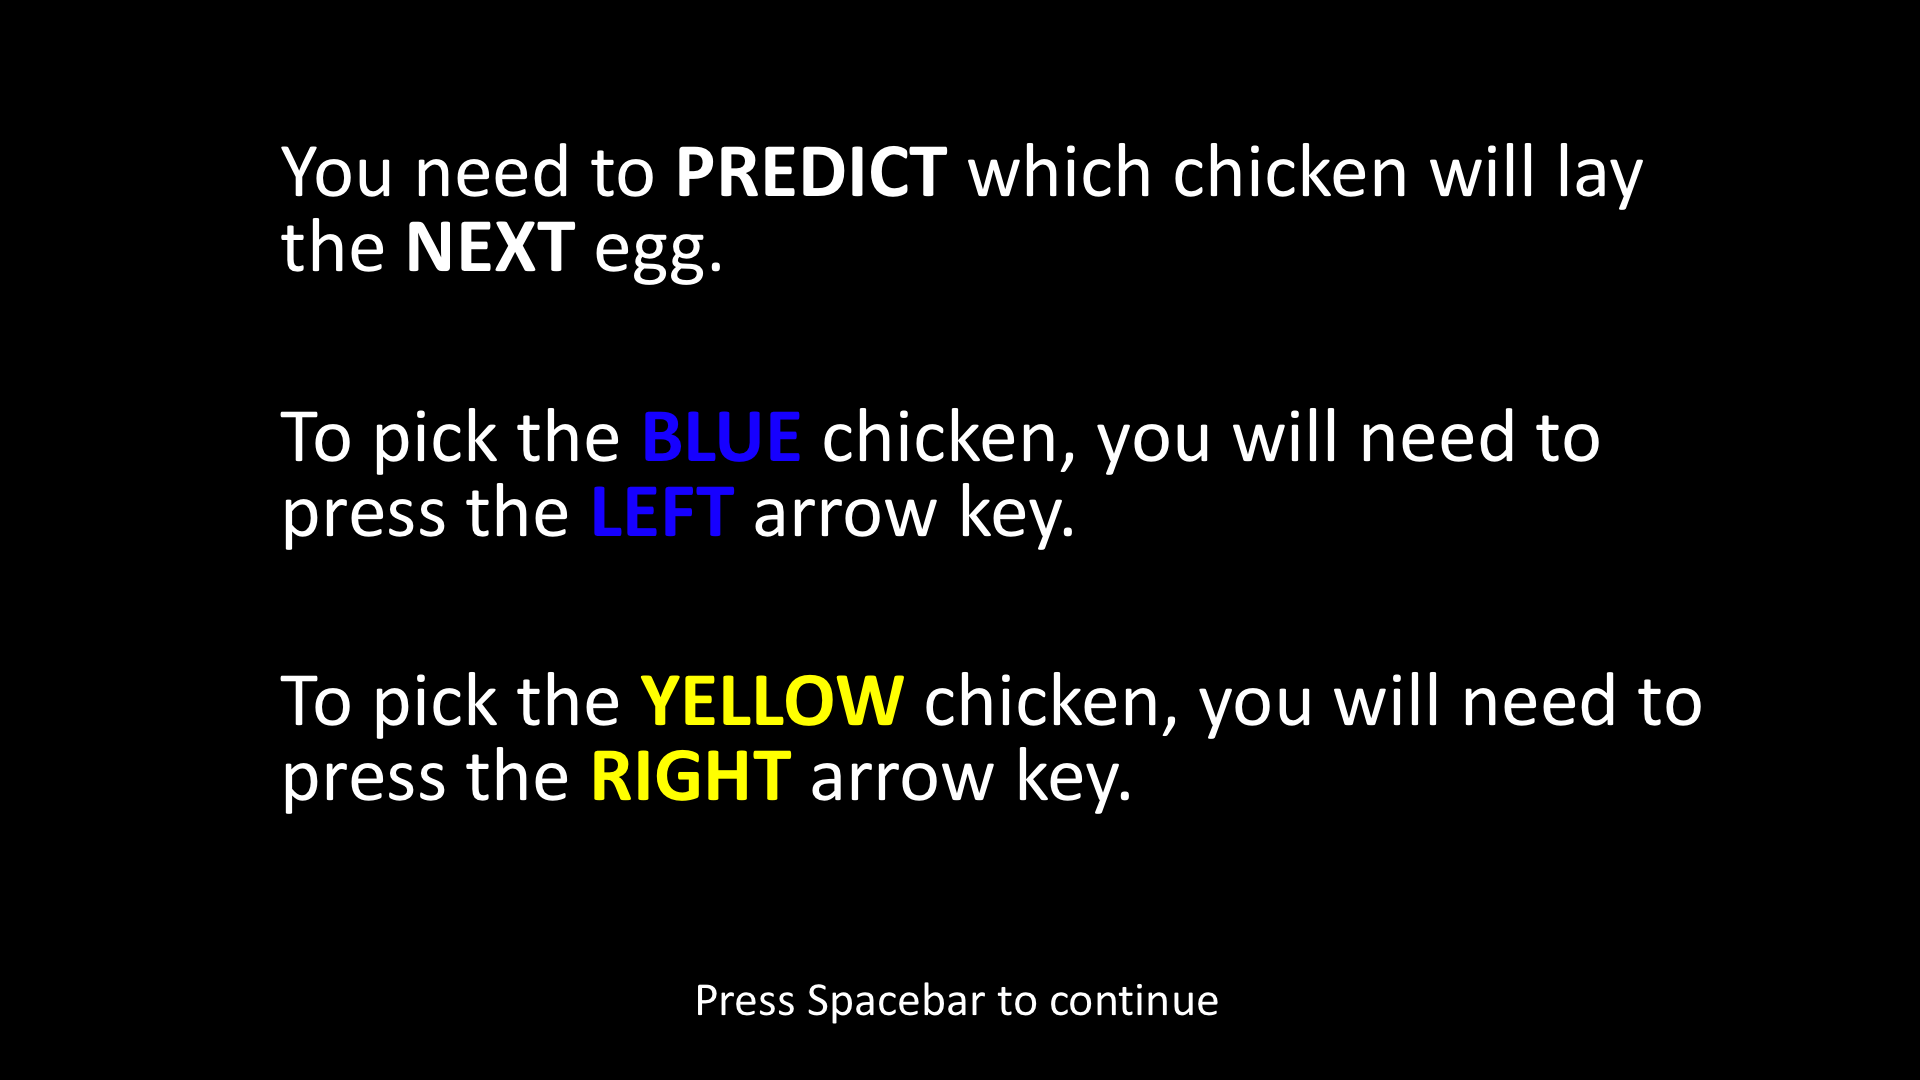 You need to PREDICT which chicken will lay
the NEXT egg.
To pick the BLUE chicken, you will need to
press the LEFT arrow key.
To pick the YELLOW chicken, you will need to
press the RIGHT arrow key.
Press Spacebar to continue